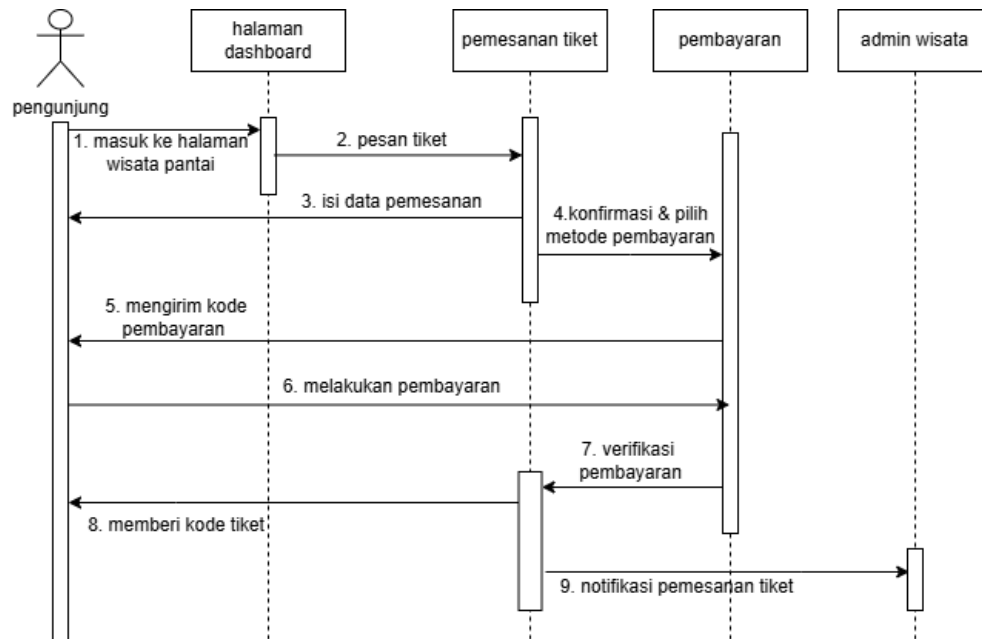 halaman
dashboard
pemesanan tiket
pembayaran
admin wisata
pengunjung
1. masuk ke halaman
wisata pantai
2. pesan tiket
3. isi data pemesanan
4.konfirmasi & pilih
metode pembayaran
5. mengirim kode
pembayaran
6. melakukan pembayaran
7. verifikasi
pembayaran
8. memberi kode tiket
9. notifikasi pemesanan tiket